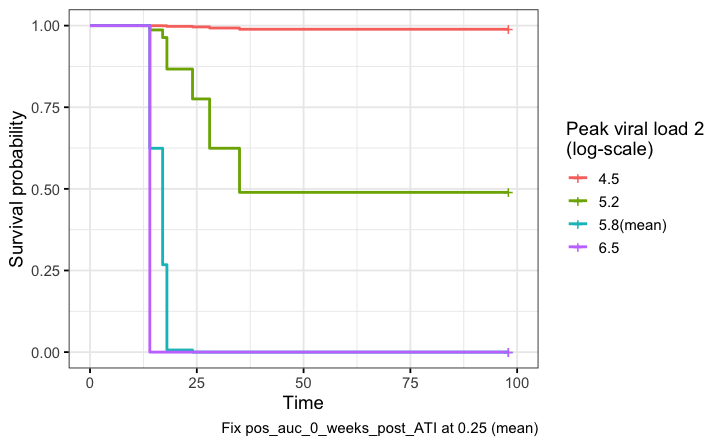 Survival probability
1.00
0.75
0.50
0.25
0.00
0
25
50
75
100
Time
Fix pos_auc_0_weeks_post_ATI at 0.25 (mean)
Peak viral load 2
(log-scale)
4.5
5.2
5.8(mean)
6.5